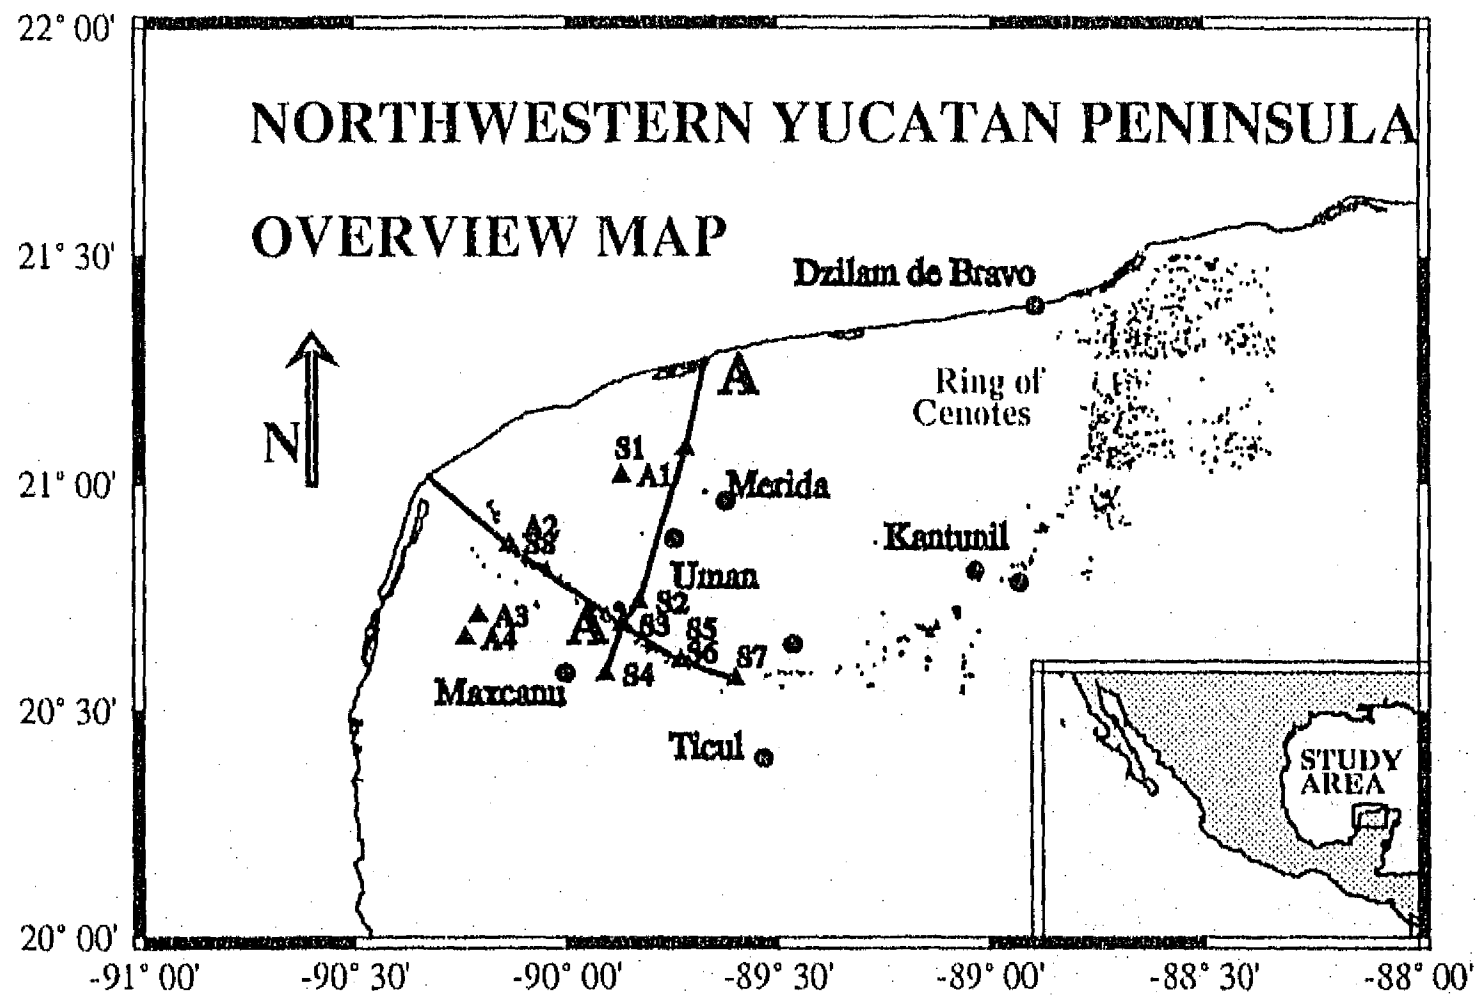 22° 00'
NORTHWESTERN YUCATAN PENINSULA
OVERVIEW MAP
21° 30'
Dzilam de Bravo
A
Ring of
Cenotes
N
S1
A1
21° 00'
Merida
A2
S8
Kantunil
Uman
S2
A3
A
S3
S5
A4
S6
S7
S4
Maxcanu
20° 30'
Ticul
STUDY
AREA
20° 00'
-91° 00'
-90° 30'
-90° 00'
-89° 30'
-89° 00'
-88° 30'
-88° 00'